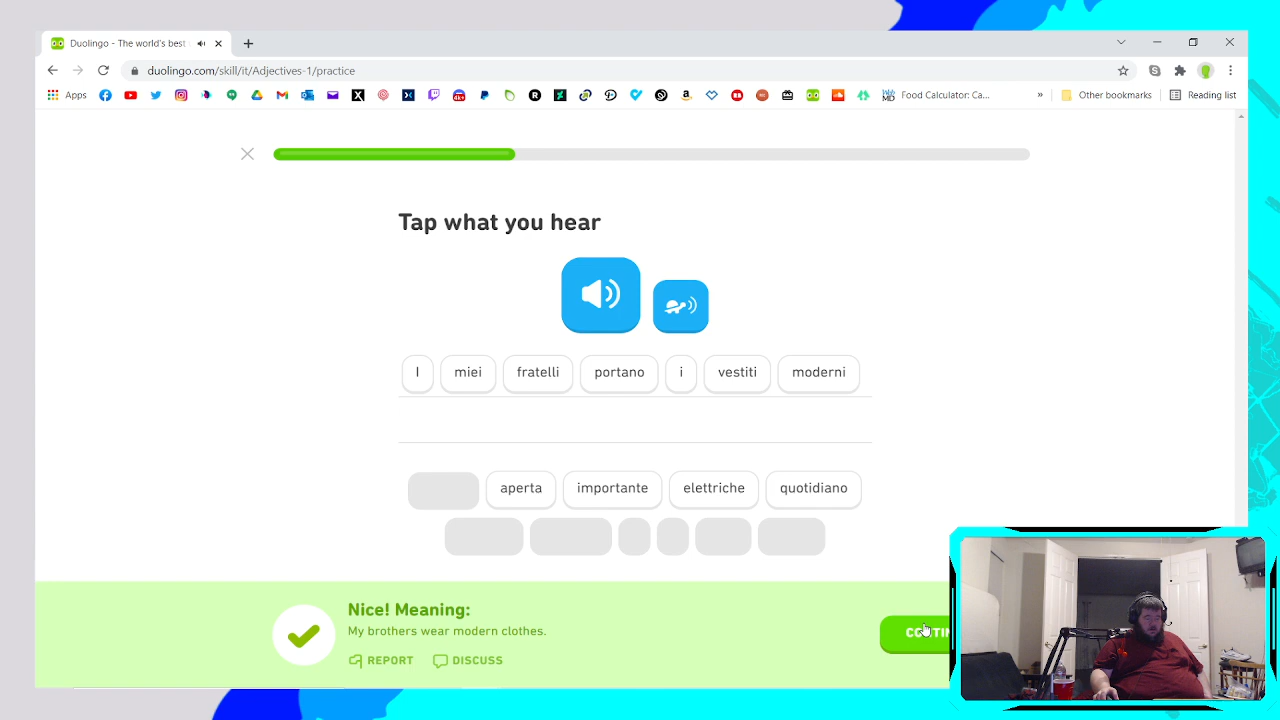 Duolingo - The world's best
duolingo.com/skill/it/Adjectives-1/practice
Apps
Food Calculator: Ca...
»
Other bookmarks
Reading list
Tap what you hear
I miei fratelli portano i vestiti moderni
aperta importante elettriche quotidiano
Nice! Meaning:
My brothers wear modern clothes.
REPORT DISCUSS
CONTIN